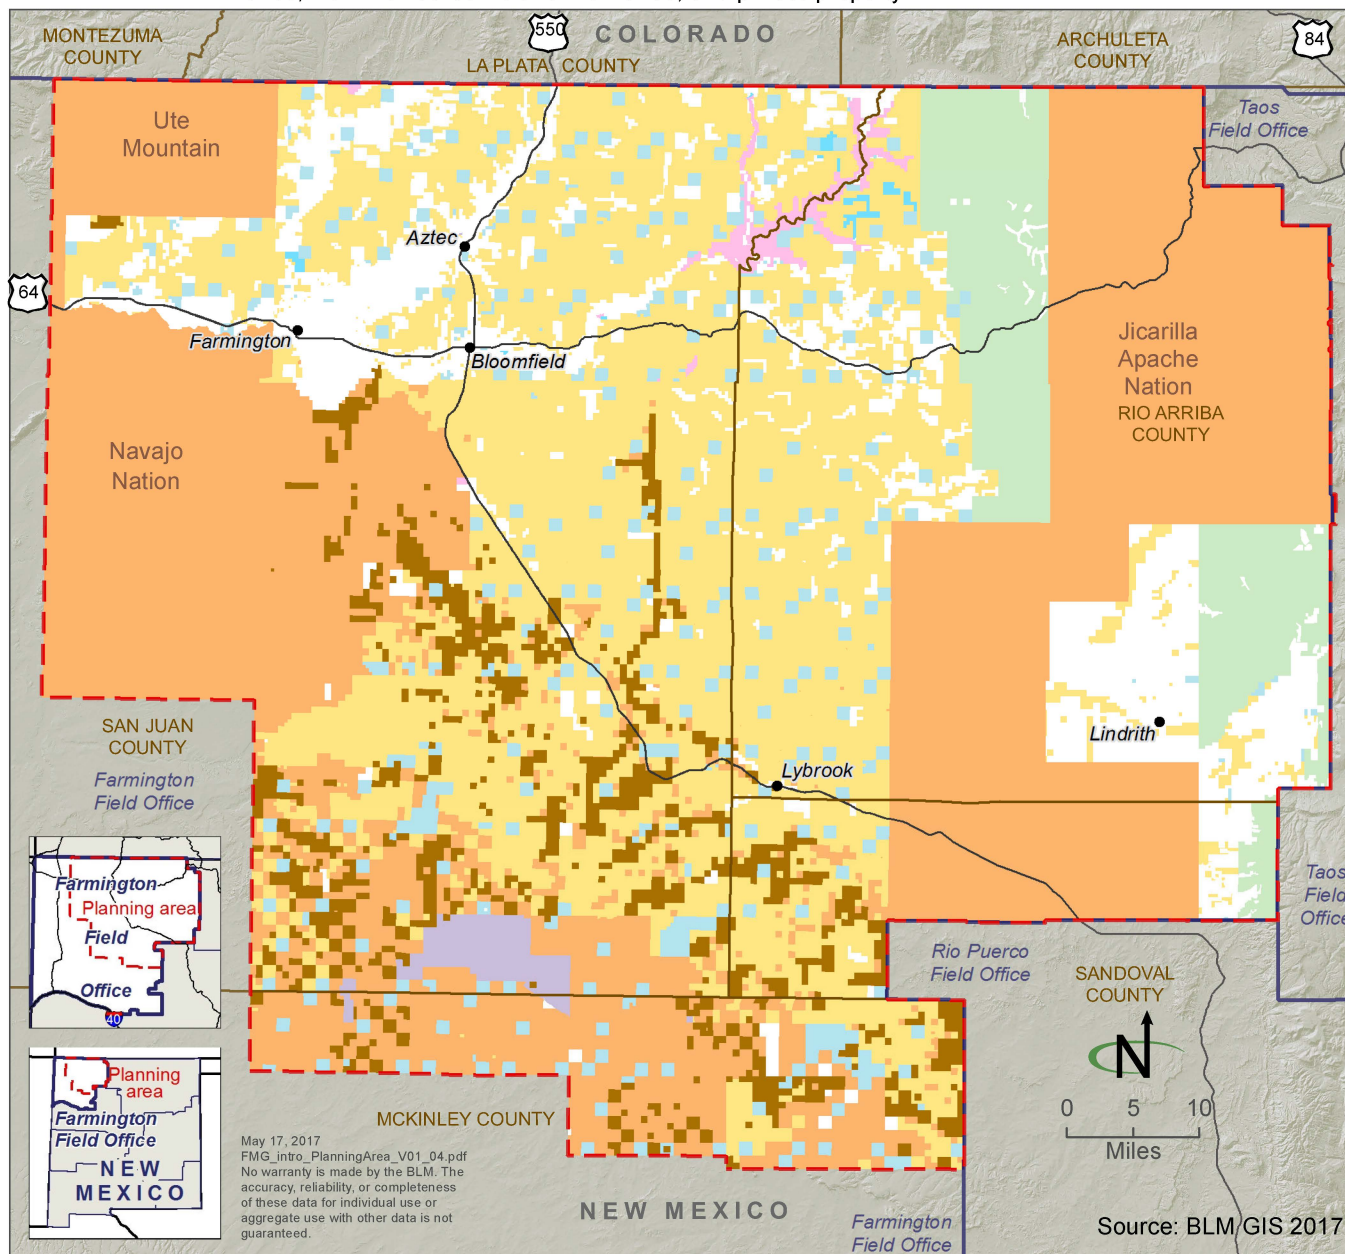 MONTEZUMA
COUNTY
550
COLORADO
LA PLATA COUNTY
ARCHULETA
COUNTY
84
Taos
Field Office
Ute
Mountain
Aztec
64
Farmington
Bloomfield
Jicarilla
Apache
Nation
RIO ARRIBA
COUNTY
Navajo
Nation
SAN JUAN
COUNTY
Farmington
Field Office
Lindrith
Lybrook
Farmington
Planning area
Field
Office
40
Taos
Field
Office
Rio Puerco
Field Office
SANDOVAL
COUNTY
N
0 5 10
Miles
Planning
area
Farmington
Field Office
NEW
MEXICO
MCKINLEY COUNTY
May 17, 2017
FMG_intro_PlanningArea_V01_04.pdf
No warranty is made by the BLM. The
accuracy, reliability, or completeness
of these data for individual use or
aggregate use with other data is not
guaranteed.
NEW MEXICO
Farmington
Field Office
Source: BLM GIS 2017